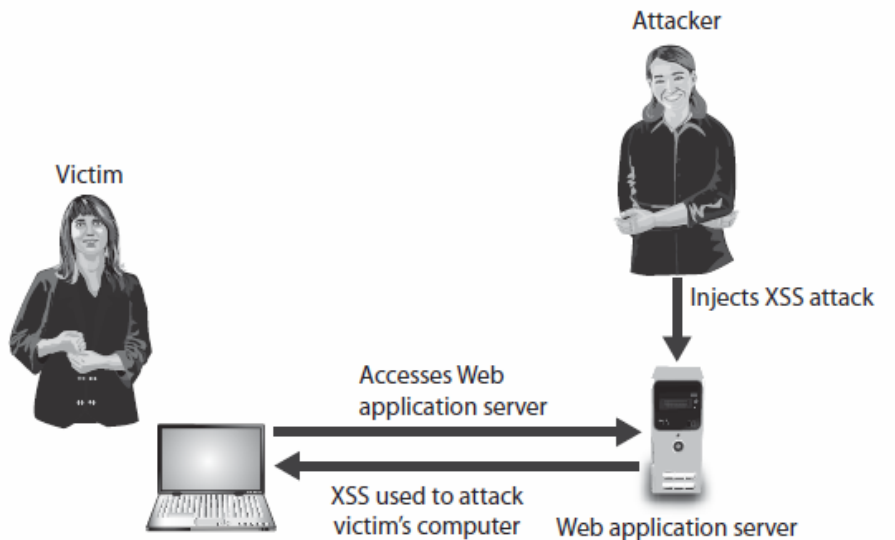 Attacker
Victim
Injects XSS attack
Accesses Web
application server
XSS used to attack
victim's computer
Web application server